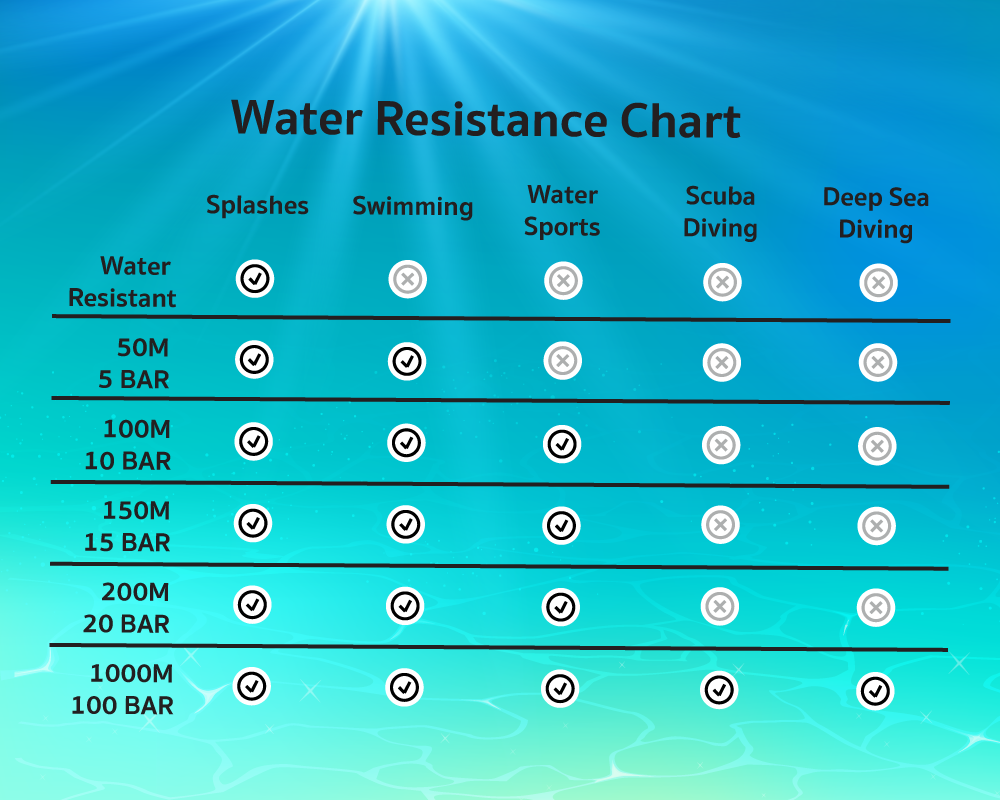 Water Resistance Chart
Splashes
Swimming
Water
Sports
Scuba
Diving
Deep Sea
Diving
Water
Resistant
50M
5 BAR
100M
10 BAR
150M
15 BAR
200M
20 BAR
1000M
100 BAR